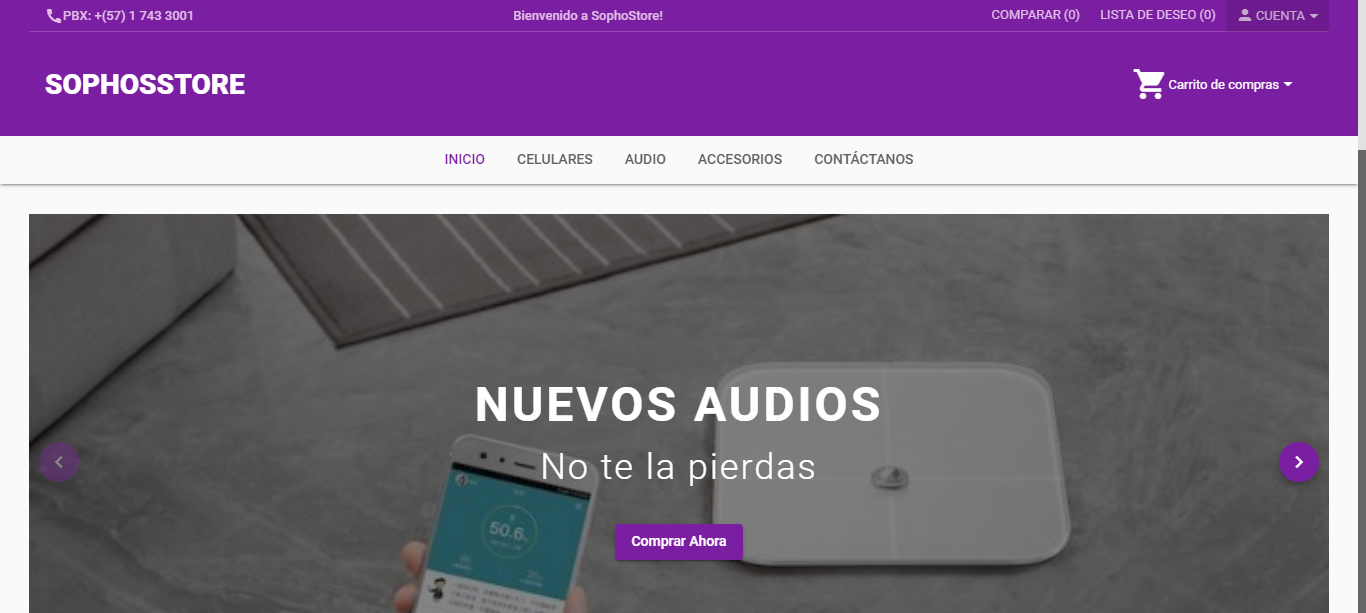 PBX: +(57) 1 743 3001
Bienvenido a SophoStore!
COMPARAR (0)
LISTA DE DESEO (0)
CUENTA
SOPHOSSTORE
Carrito de compras
INICIO
CELULARES
AUDIO
ACCESORIOS
CONTÁCTANOS
NUEVOS AUDIOS
No te la pierdas
50.6
Comprar Ahora